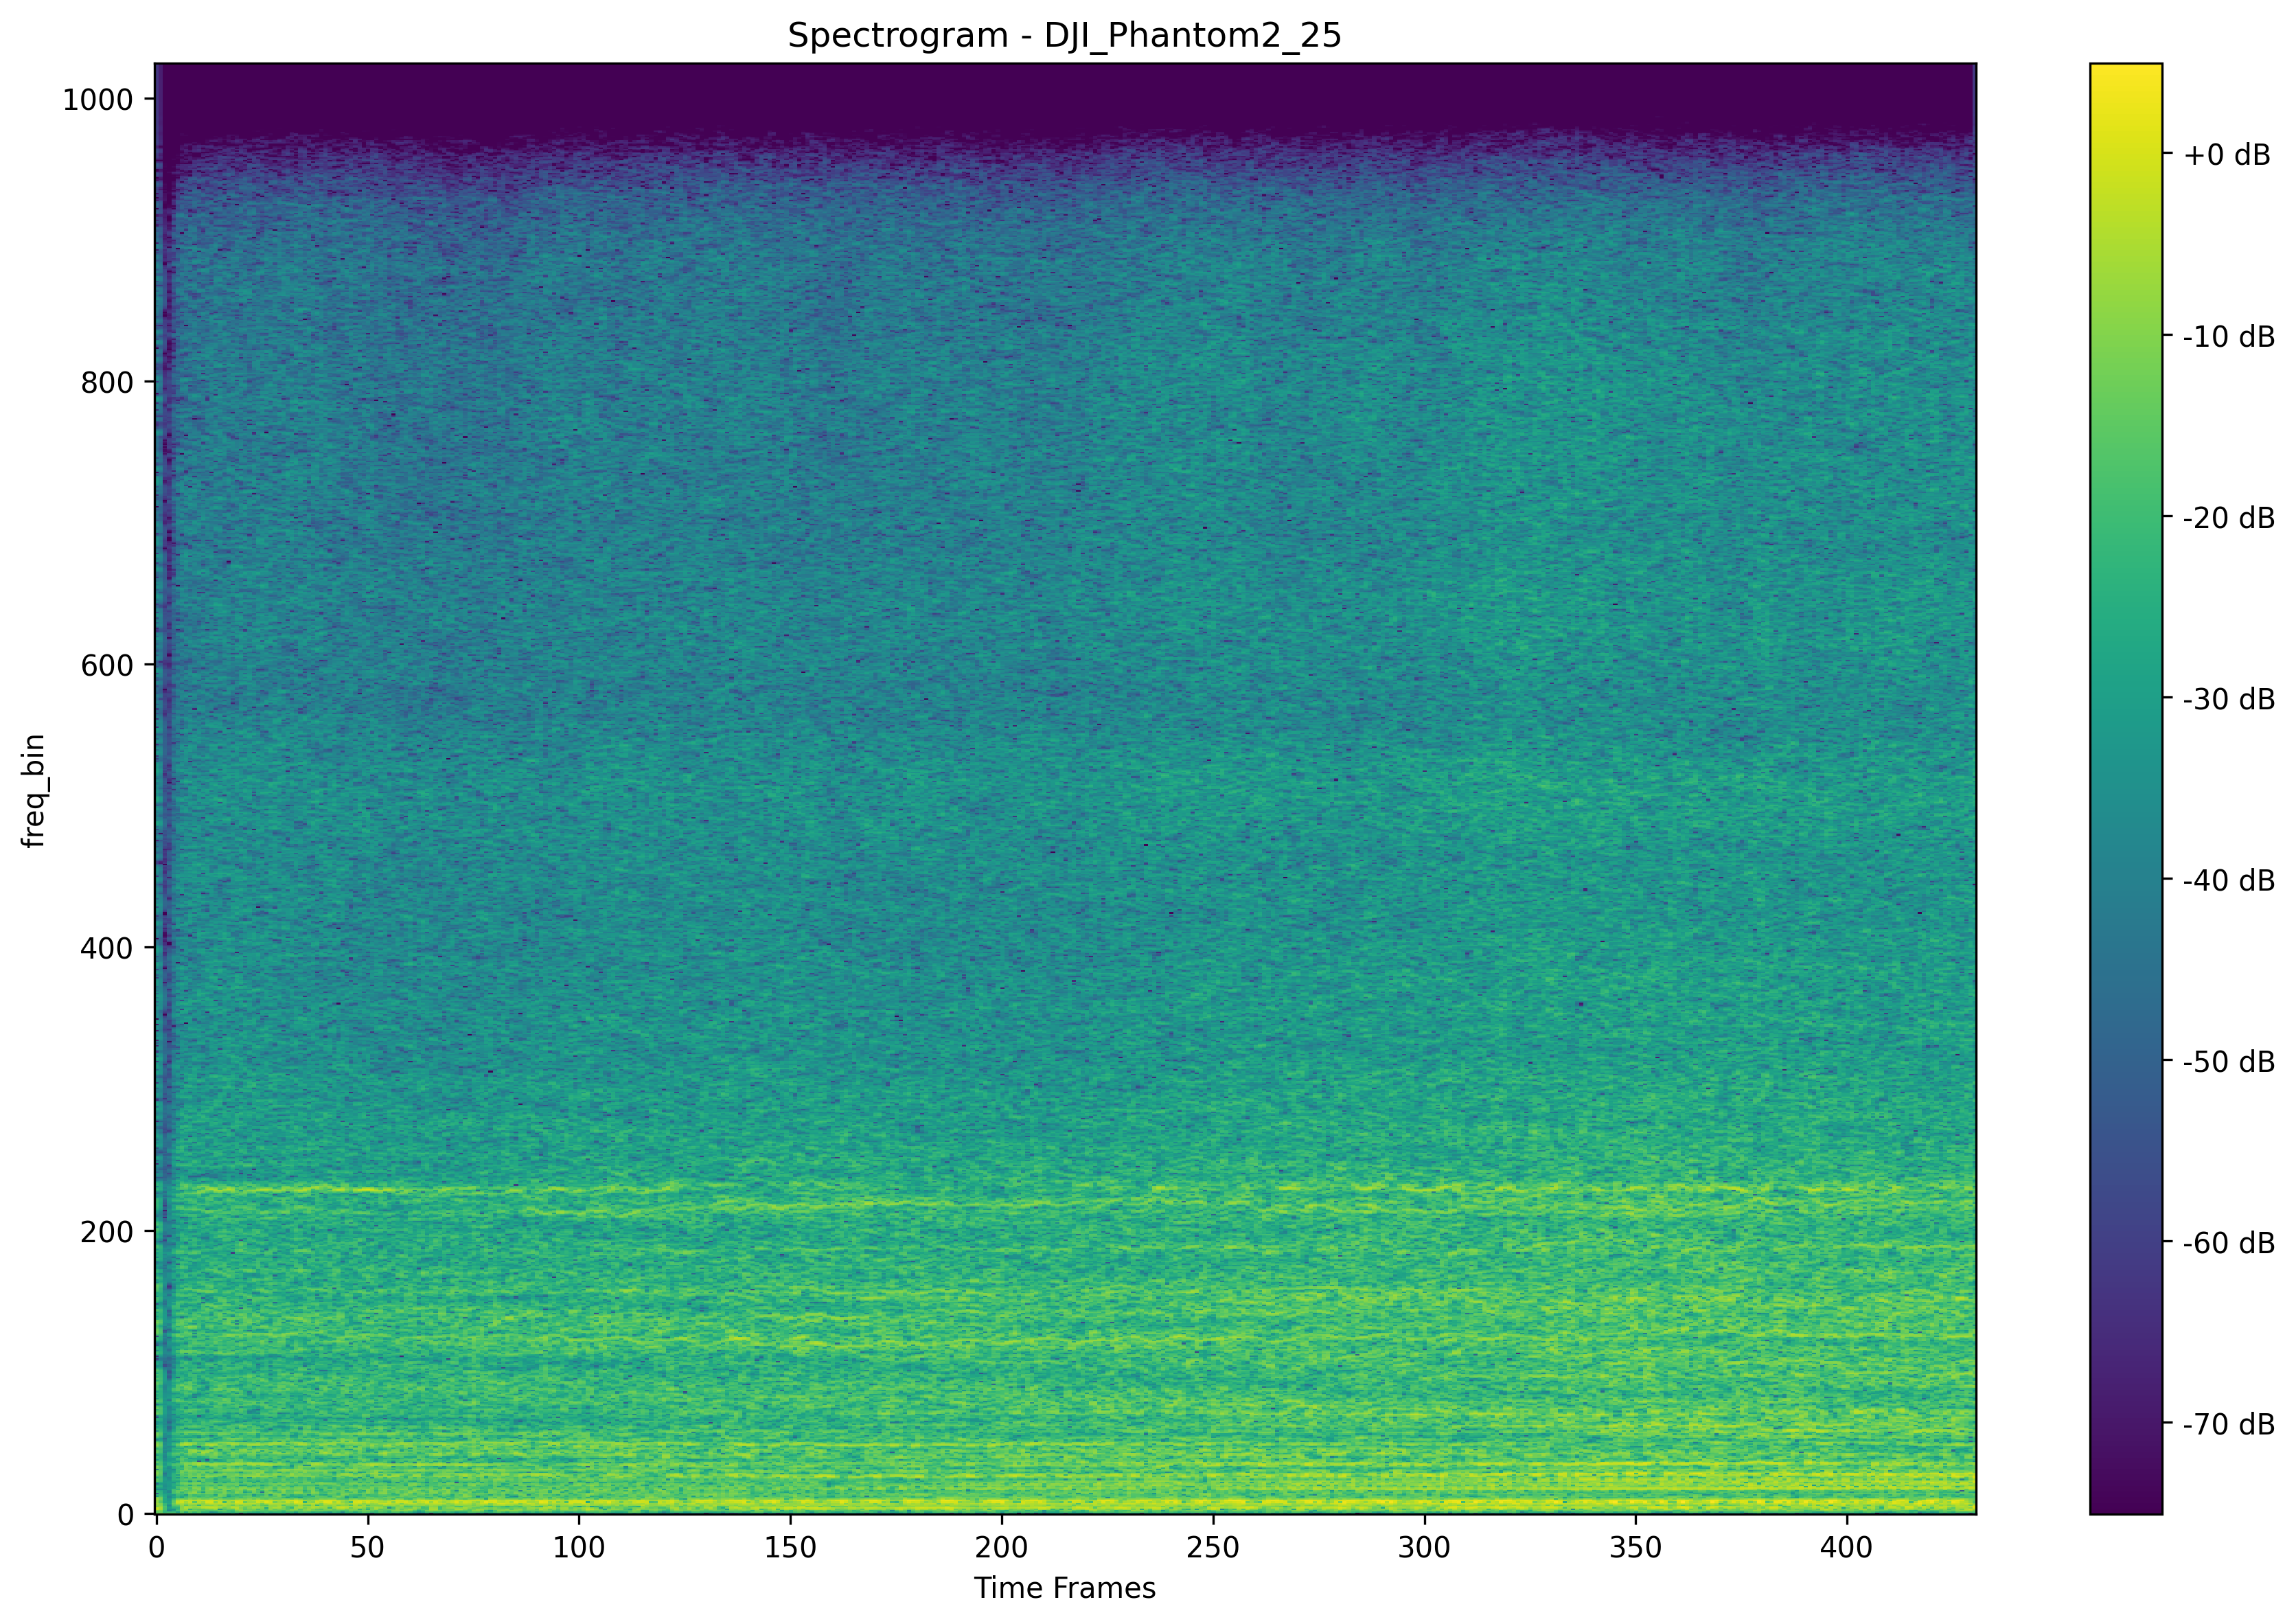 Spectrogram - DJI_Phantom2_25
1000
800
600
400
200
0
freq_bin
0
50
100
150
200
250
300
350
400
Time Frames
+0 dB
-10 dB
-20 dB
-30 dB
-40 dB
-50 dB
-60 dB
-70 dB